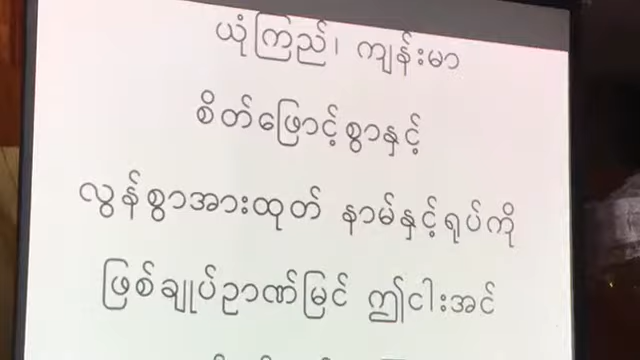 ယုံကြည်၊ ကျန်းမာ
စိတ်ဖြောင့်စွာနှင့်
လွန်စွာအားထုတ် နာမ်နှင့်ရုပ်ကို
ဖြစ်ချုပ်ဉာဏ်မြင် ဤငါးအင်